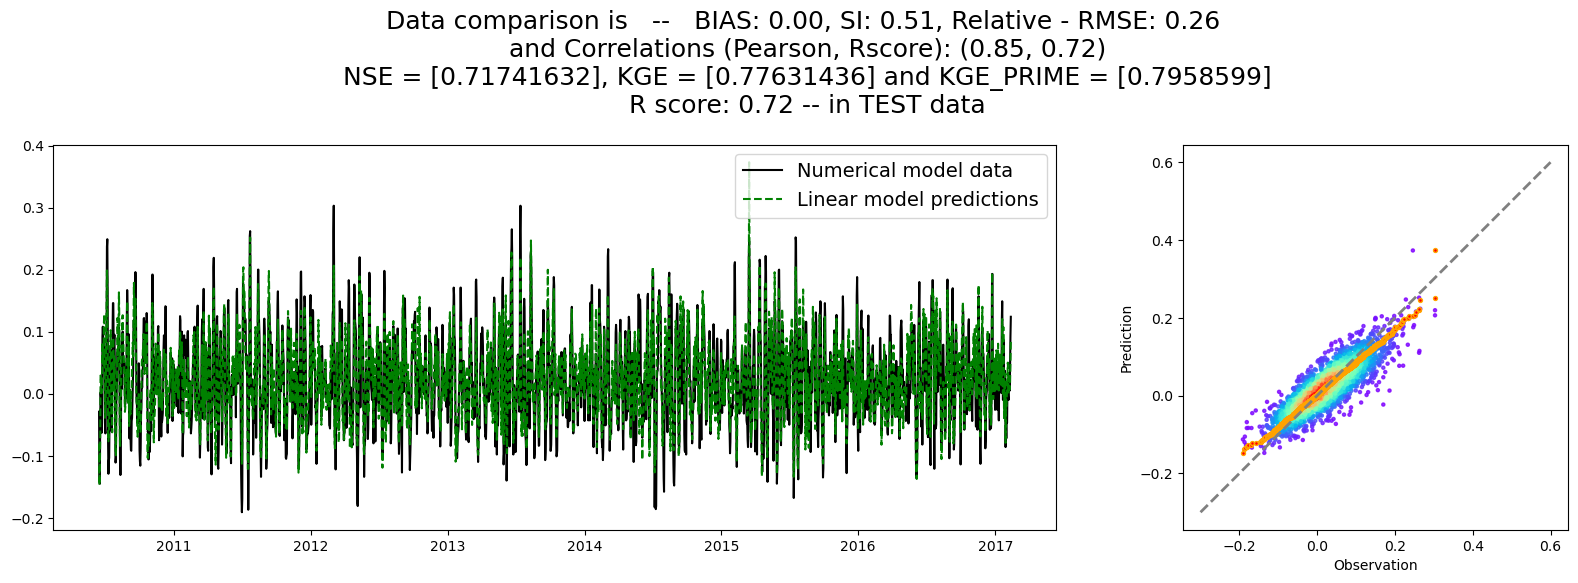 Data comparison is -- BIAS: 0.00, SI: 0.51, Relative - RMSE: 0.26
and Correlations (Pearson, Rscore): (0.85, 0.72)
NSE = [0.71741632], KGE = [0.77631436] and KGE_PRIME = [0.7958599]
R score: 0.72 -- in TEST data
0.4
0.3
0.2
0.1
0.0
−0.1
−0.2
2011 2012 2013 2014 2015 2016 2017
Numerical model data
Linear model predictions
Prediction
0.6
0.4
0.2
0.0
−0.2
−0.2 0.0 0.2 0.4 0.6
Observation